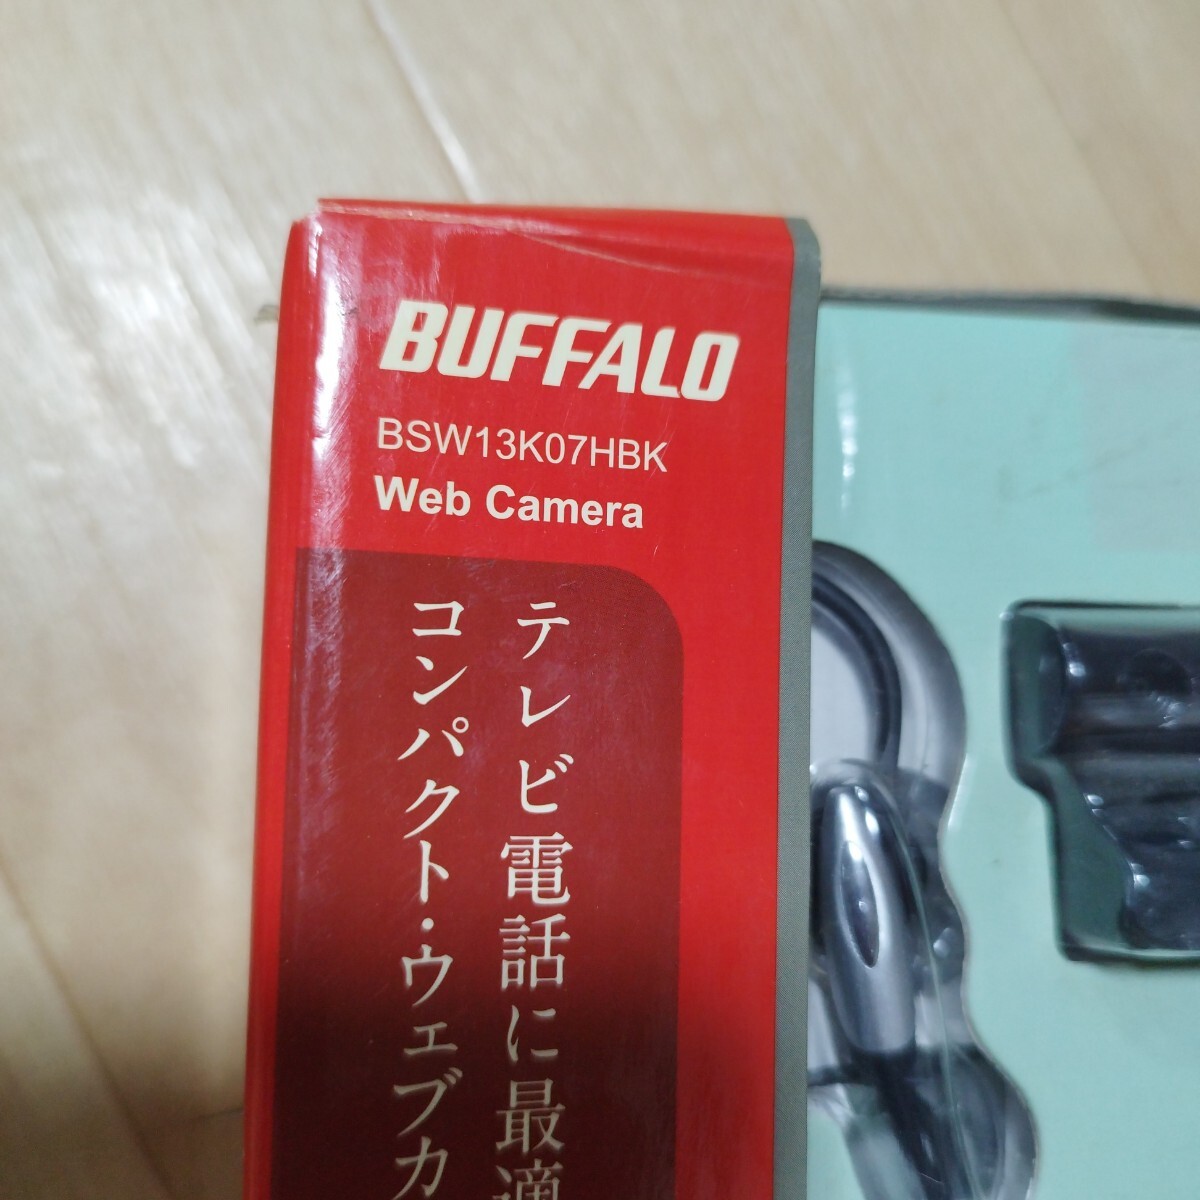 BUFFALO
BSW13K07HBK
Web Camera
テレビ電話に最適
コンパクト・ウェブカ